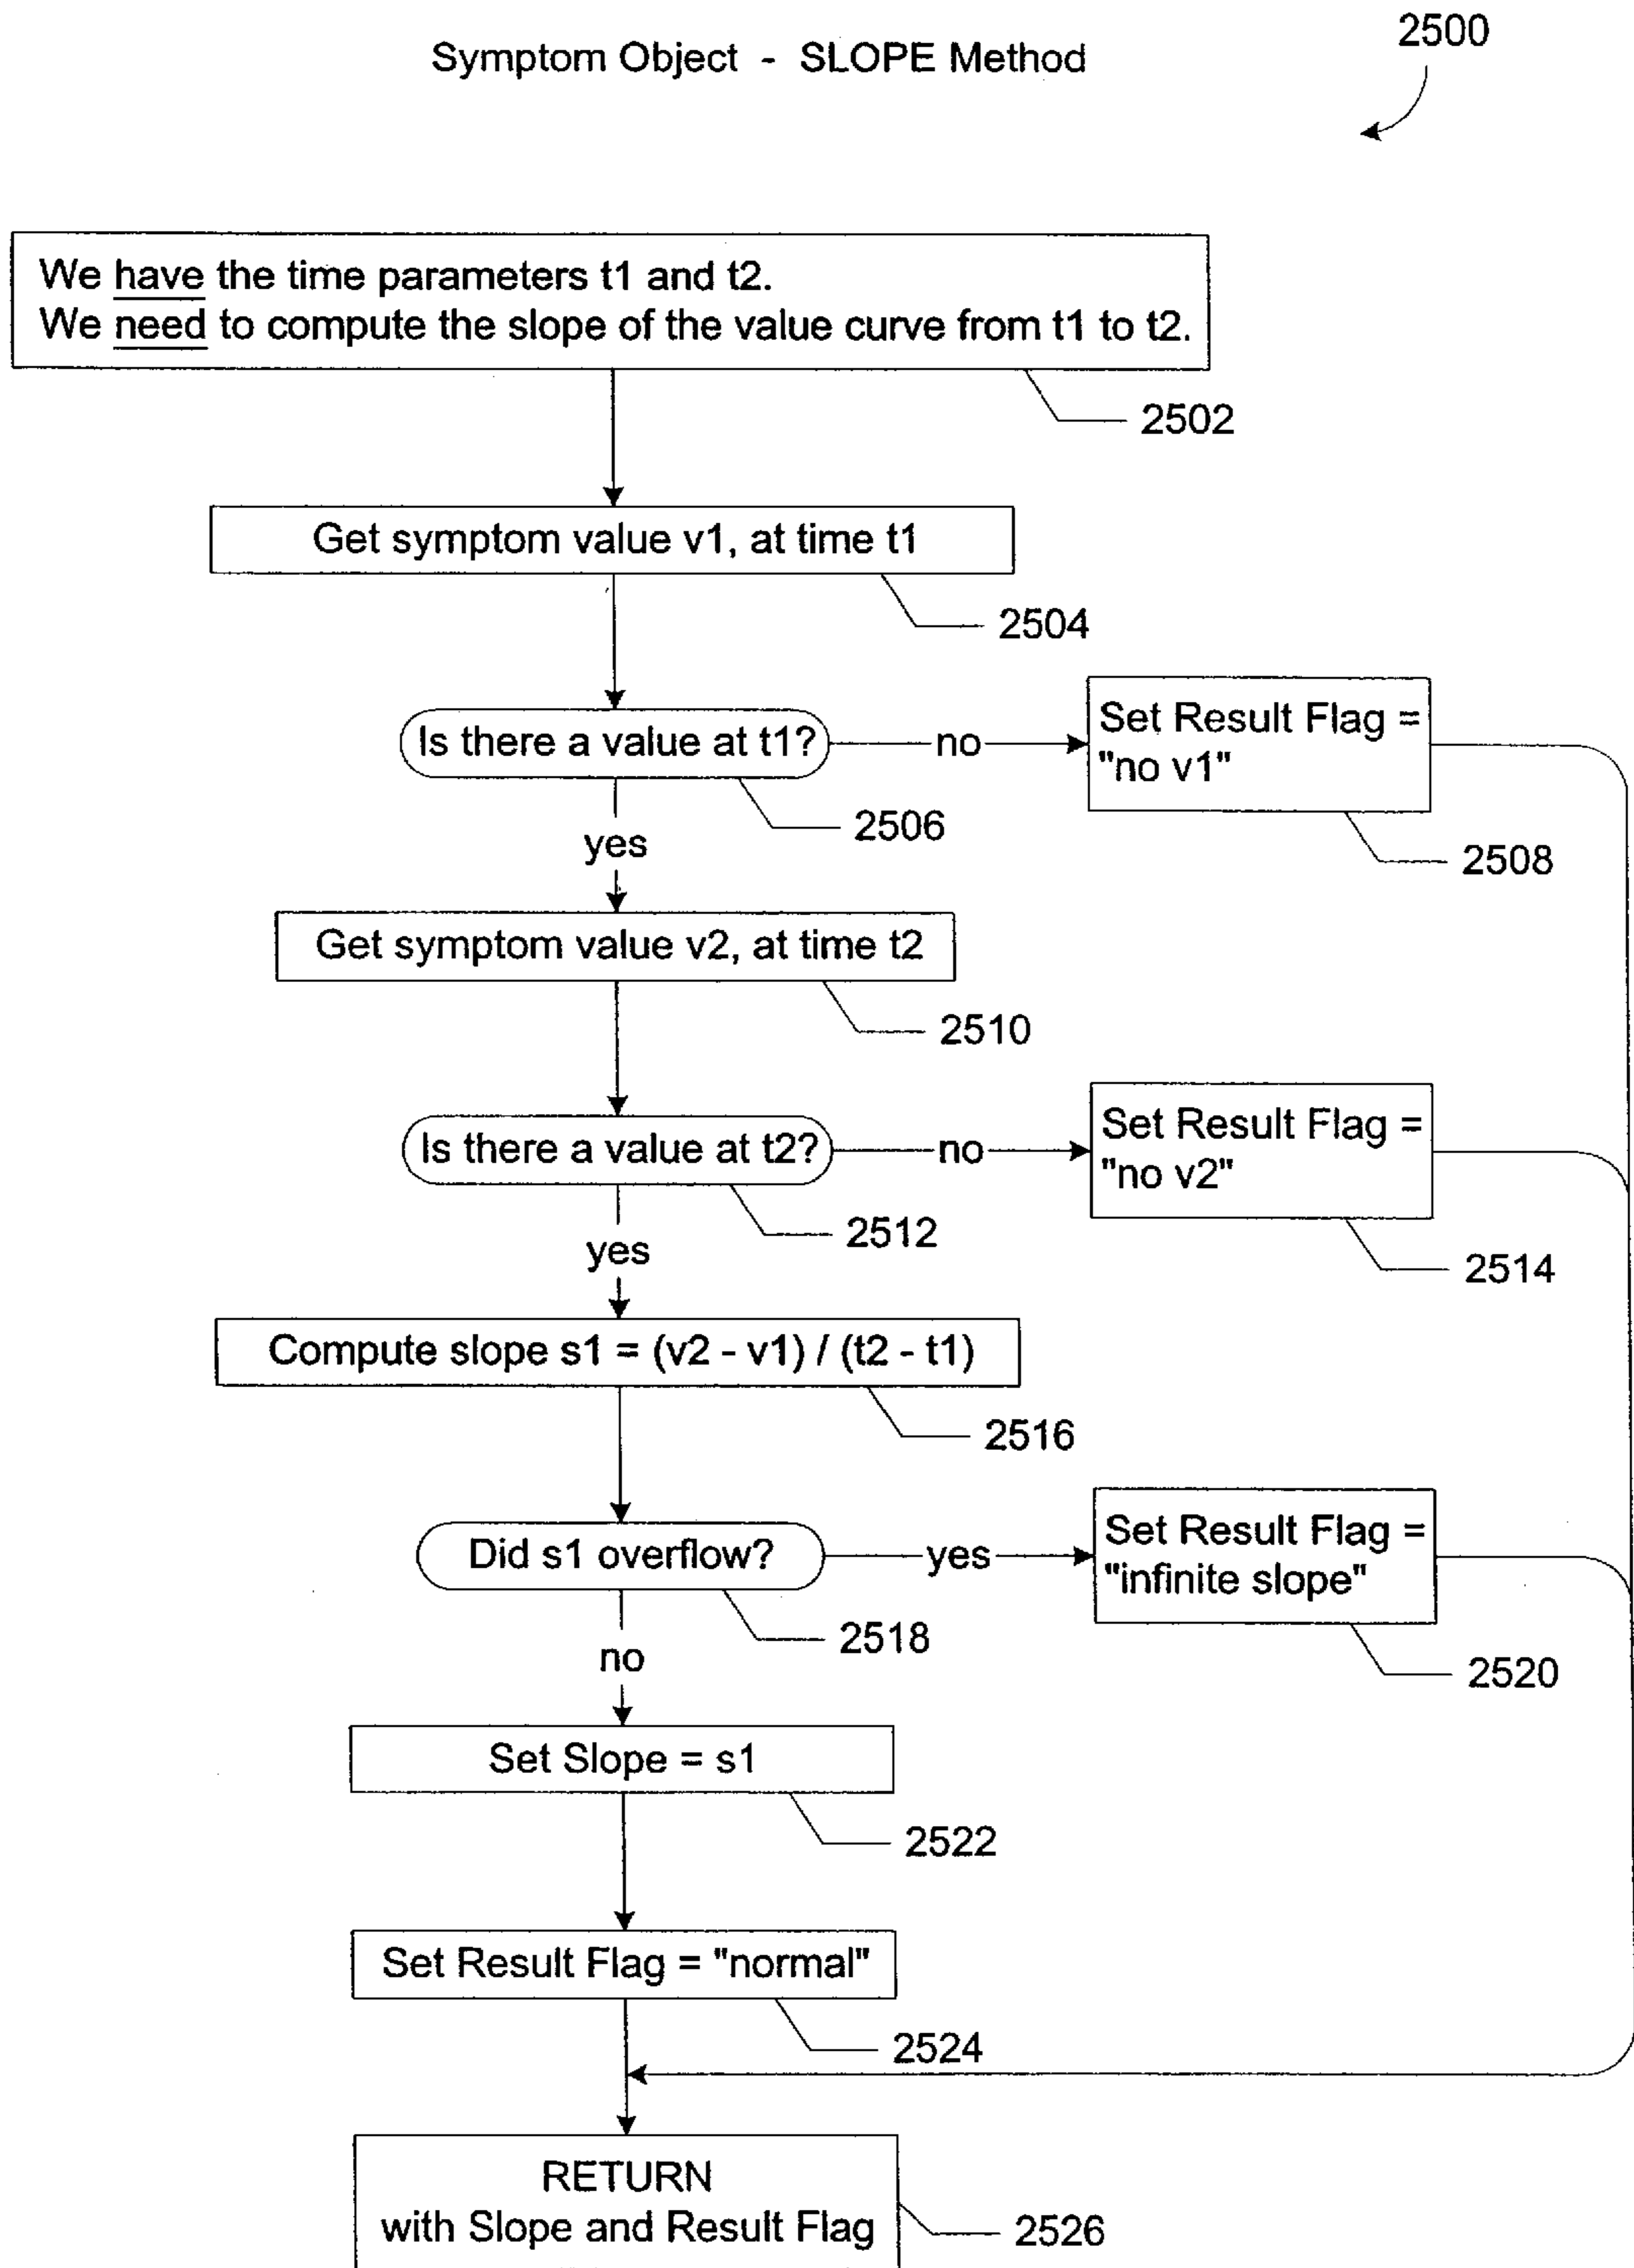 Symptom Object - SLOPE Method
2500
We have the time parameters t1 and t2.
We need to compute the slope of the value curve from t1 to t2.
2502
Get symptom value v1, at time t1
2504
Is there a value at t1?
no
Set Result Flag =
"no v1"
2506
2508
yes
Get symptom value v2, at time t2
2510
Is there a value at t2?
no
Set Result Flag =
"no v2"
2512
2514
yes
Compute slope s1 = (v2 - v1) / (t2 - t1)
2516
Did s1 overflow?
yes
Set Result Flag =
"infinite slope"
2518
2520
no
Set Slope = s1
2522
Set Result Flag = "normal"
2524
RETURN
with Slope and Result Flag
2526